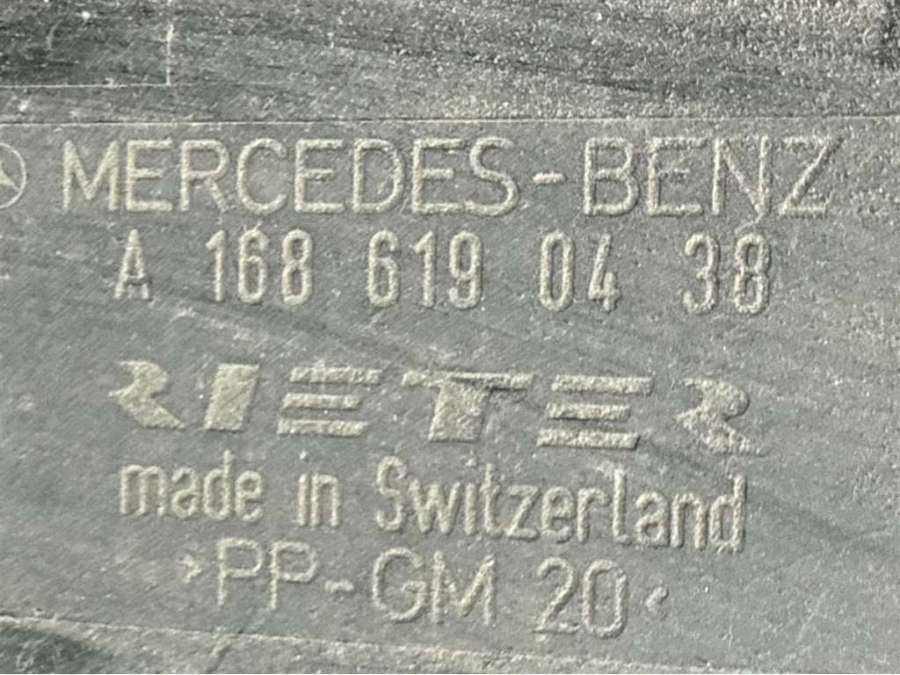 MERCEDES-BENZ
A 168 619 04 38
RIETER
made in Switzerland
>PP-GM 20<